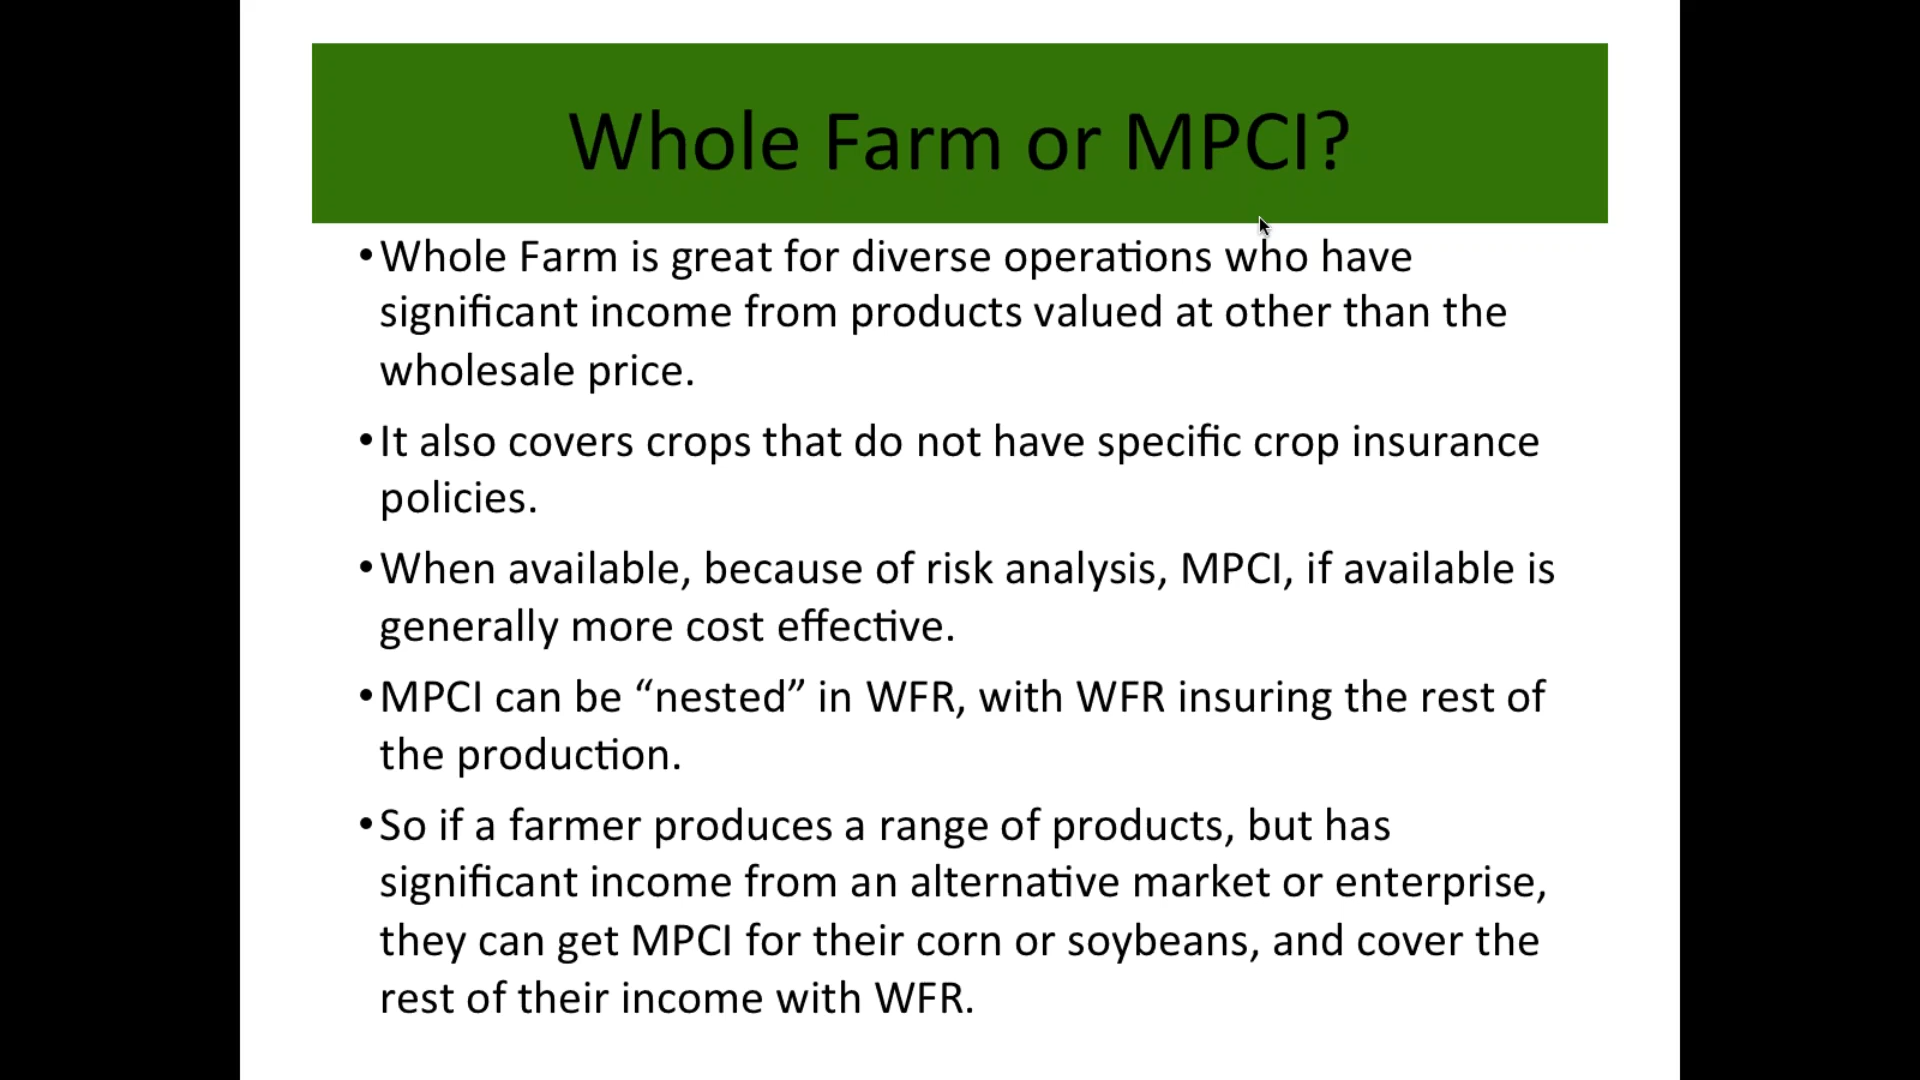 Whole Farm or MPCI?
•Whole Farm is great for diverse operations who have
significant income from products valued at other than the
wholesale price.
•It also covers crops that do not have specific crop insurance
policies.
•When available, because of risk analysis, MPCI, if available is
generally more cost effective.
•MPCI can be “nested” in WFR, with WFR insuring the rest of
the production.
•So if a farmer produces a range of products, but has
significant income from an alternative market or enterprise,
they can get MPCI for their corn or soybeans, and cover the
rest of their income with WFR.